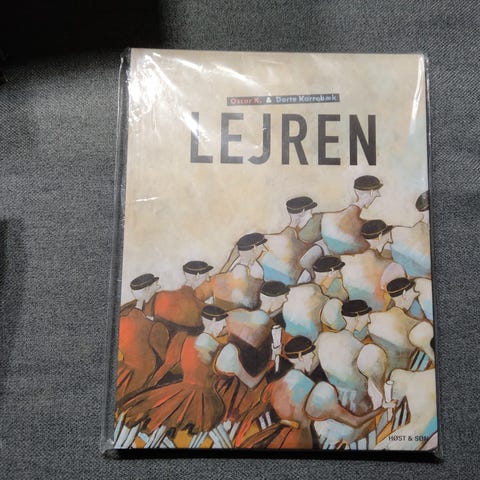 Oscar K. & Dorte Karrebæk
LEJREN
HØST & SØN